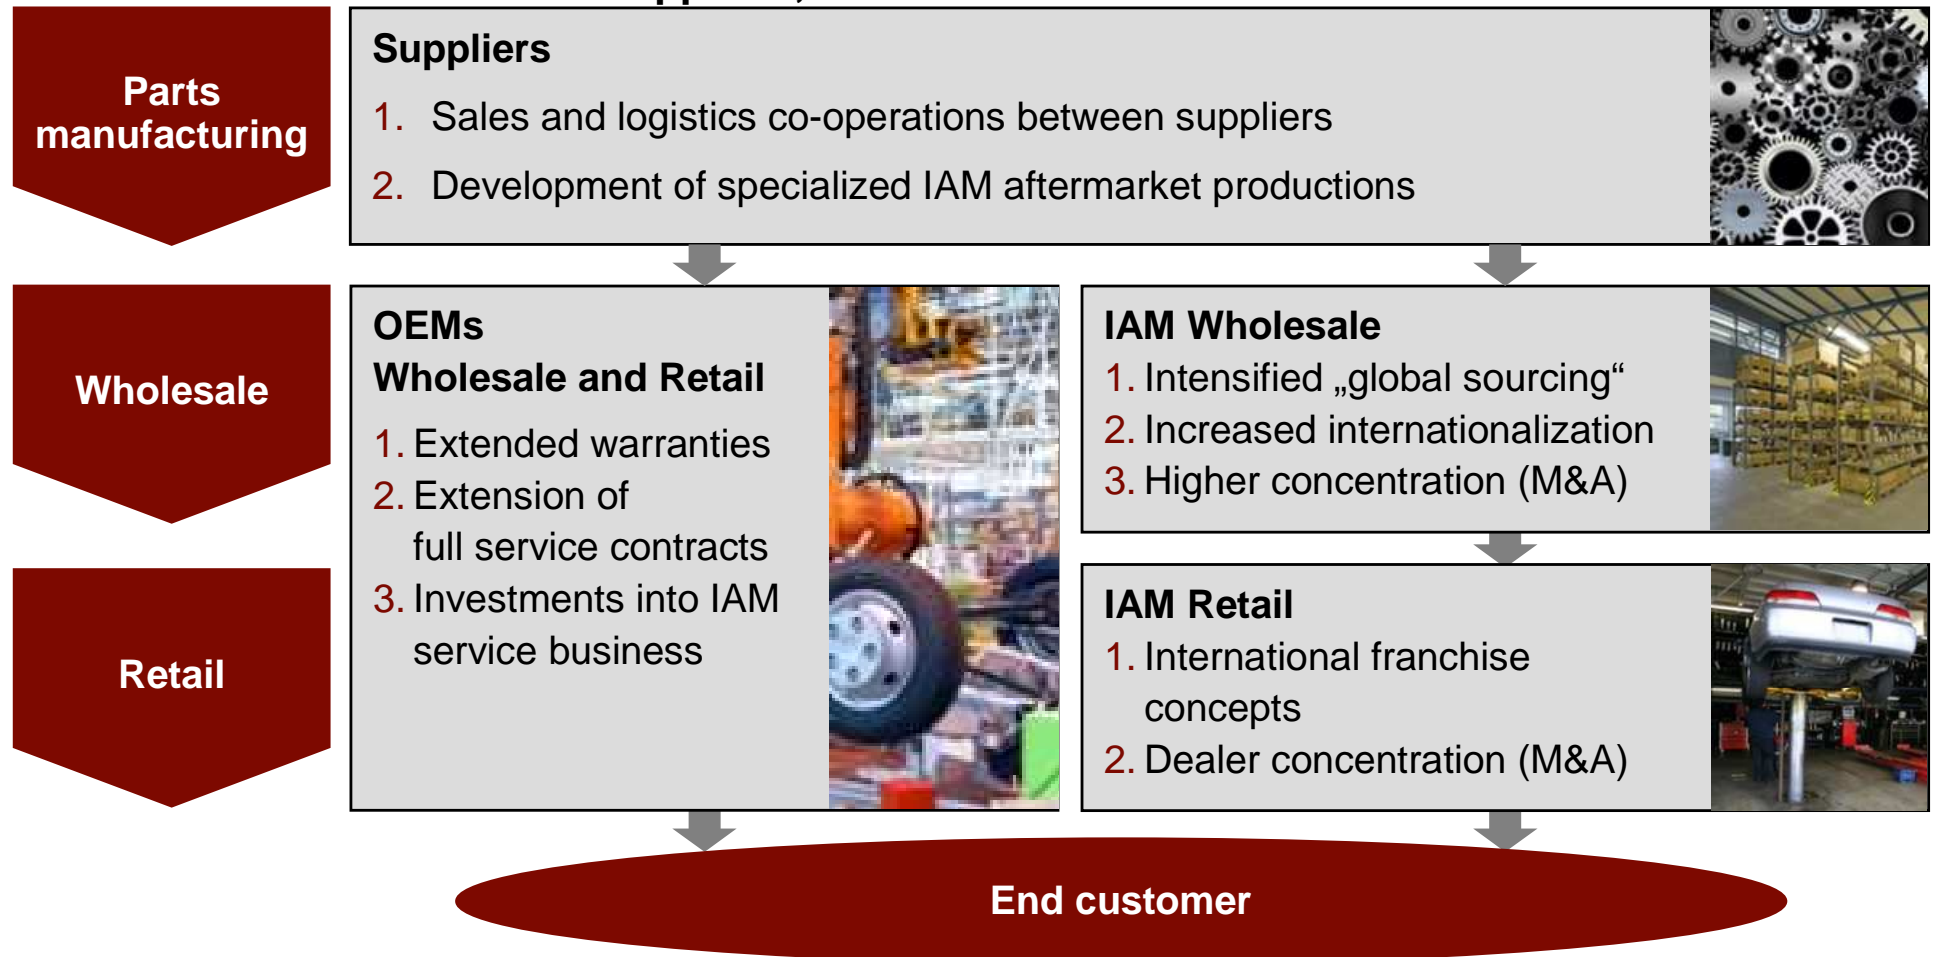 Parts
manufacturing
Suppliers
1. Sales and logistics co-operations between suppliers
2. Development of specialized IAM aftermarket productions
Wholesale
OEMs
Wholesale and Retail
1. Extended warranties
2. Extension of
full service contracts
3. Investments into IAM
service business
IAM Wholesale
1. Intensified „global sourcing“
2. Increased internationalization
3. Higher concentration (M&A)
Retail
IAM Retail
1. International franchise
concepts
2. Dealer concentration (M&A)
End customer